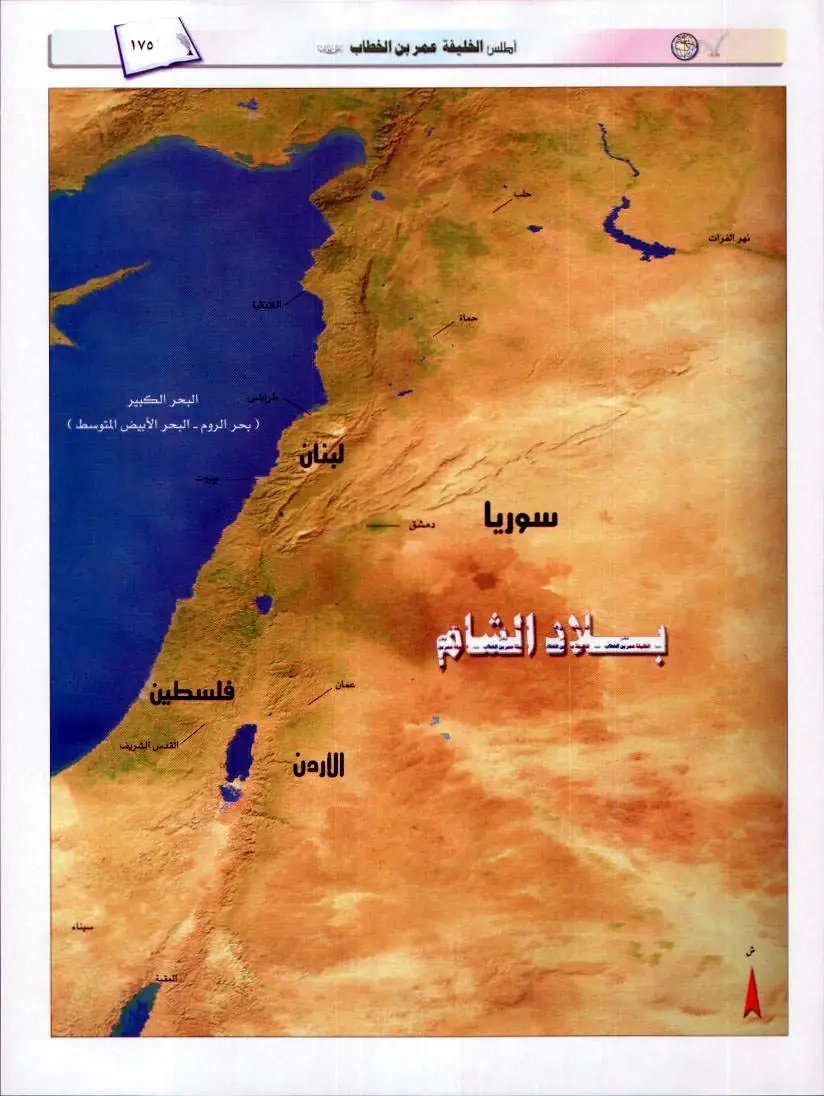 أطلس الخليفة عمر بن الخطاب
١٧٥
حلب
نهر الفرات
اللاذقية
حماة
البحر الكبير
طرابلس
( بحر الروم - البحر الأبيض المتوسط )
لبنان
بيروت
سوريا
دمشق
بلاد الشام
فلسطين
عمان
القدس الشريف
الأردن
سيناء
ش
العقبة